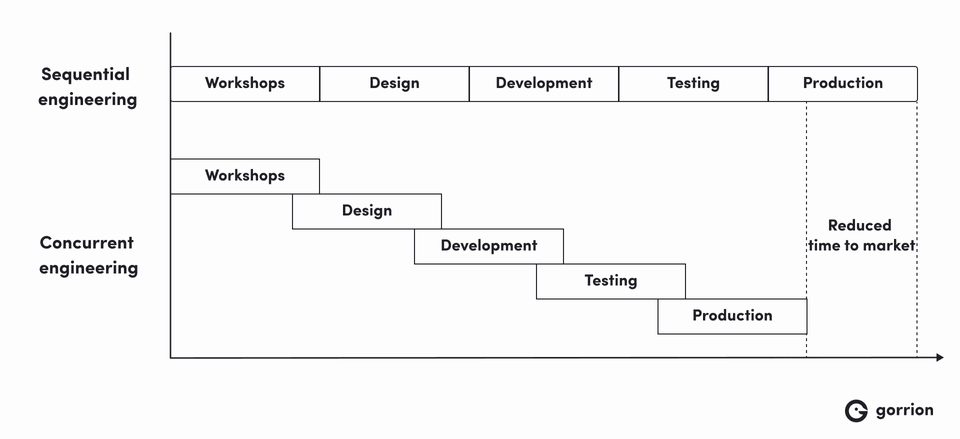 Sequential
engineering
Workshops
Design
Development
Testing
Production
Concurrent
engineering
Workshops
Design
Development
Testing
Production
Reduced
time to market
gorrion